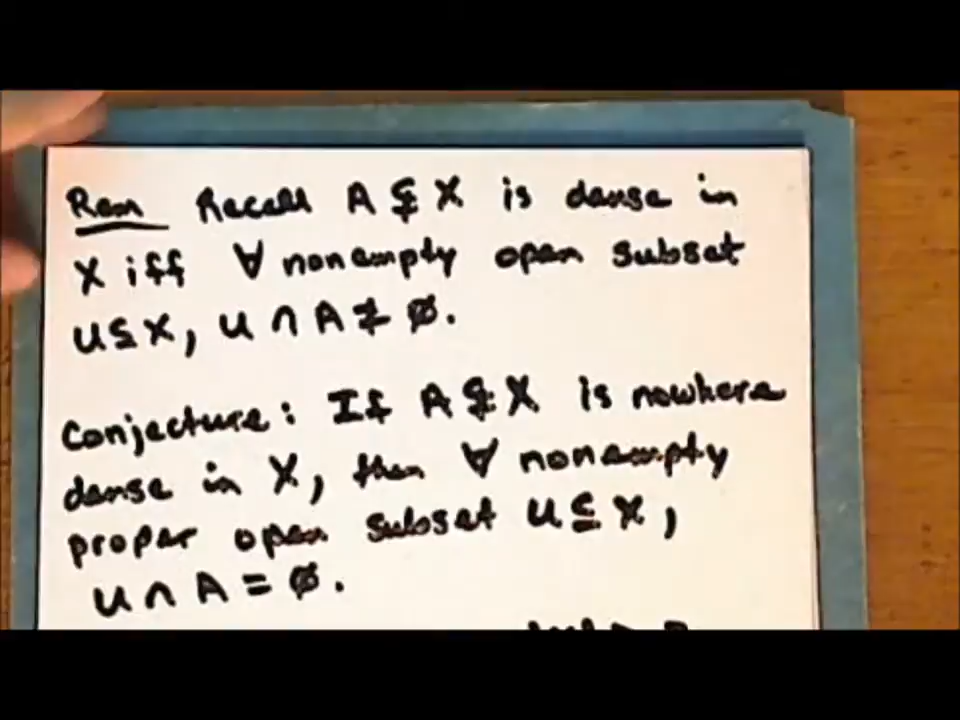 Rem Recall A ⊊ X is dense in
X iff ∀ nonempty open subset
U ⊆ X, U ∩ A ≠ ∅.
Conjecture: If A ⊊ X is nowhere
dense in X, then ∀ nonempty
proper open subset U ⊆ X,
U ∩ A = ∅.